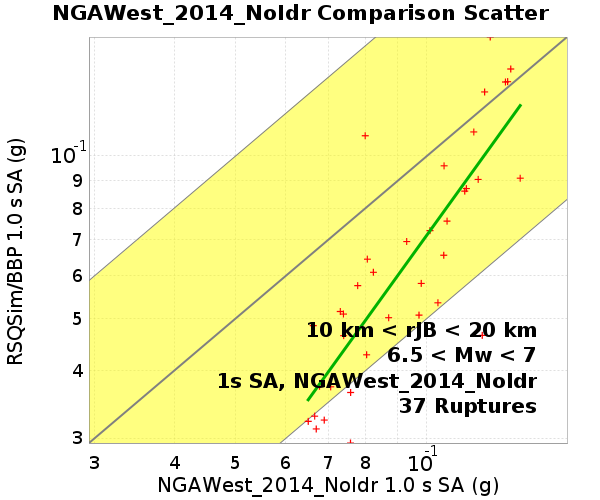 NGAWest_2014_NoIdr Comparison Scatter
RSQSim/BBP 1.0 s SA (g)
10⁻¹
9
8
7
6
5
4
3
10 km < rJB < 20 km
6.5 < Mw < 7
1s SA, NGAWest_2014_NoIdr
37 Ruptures
3 4 5 6 7 8 10⁻¹
NGAWest_2014_NoIdr 1.0 s SA (g)